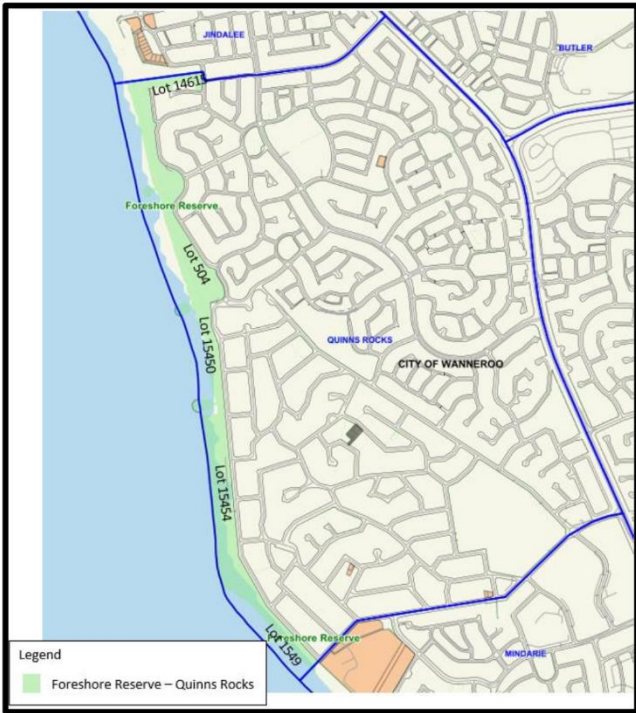 JINDALEE
BUTLER
Lot 14613
Foreshore Reserve
Lot 504
Lot 15450
QUINNS ROCKS
CITY OF WANNEROO
Lot 15454
Lot 1549
Foreshore Reserve
MINDARIE
Legend
Foreshore Reserve – Quinns Rocks